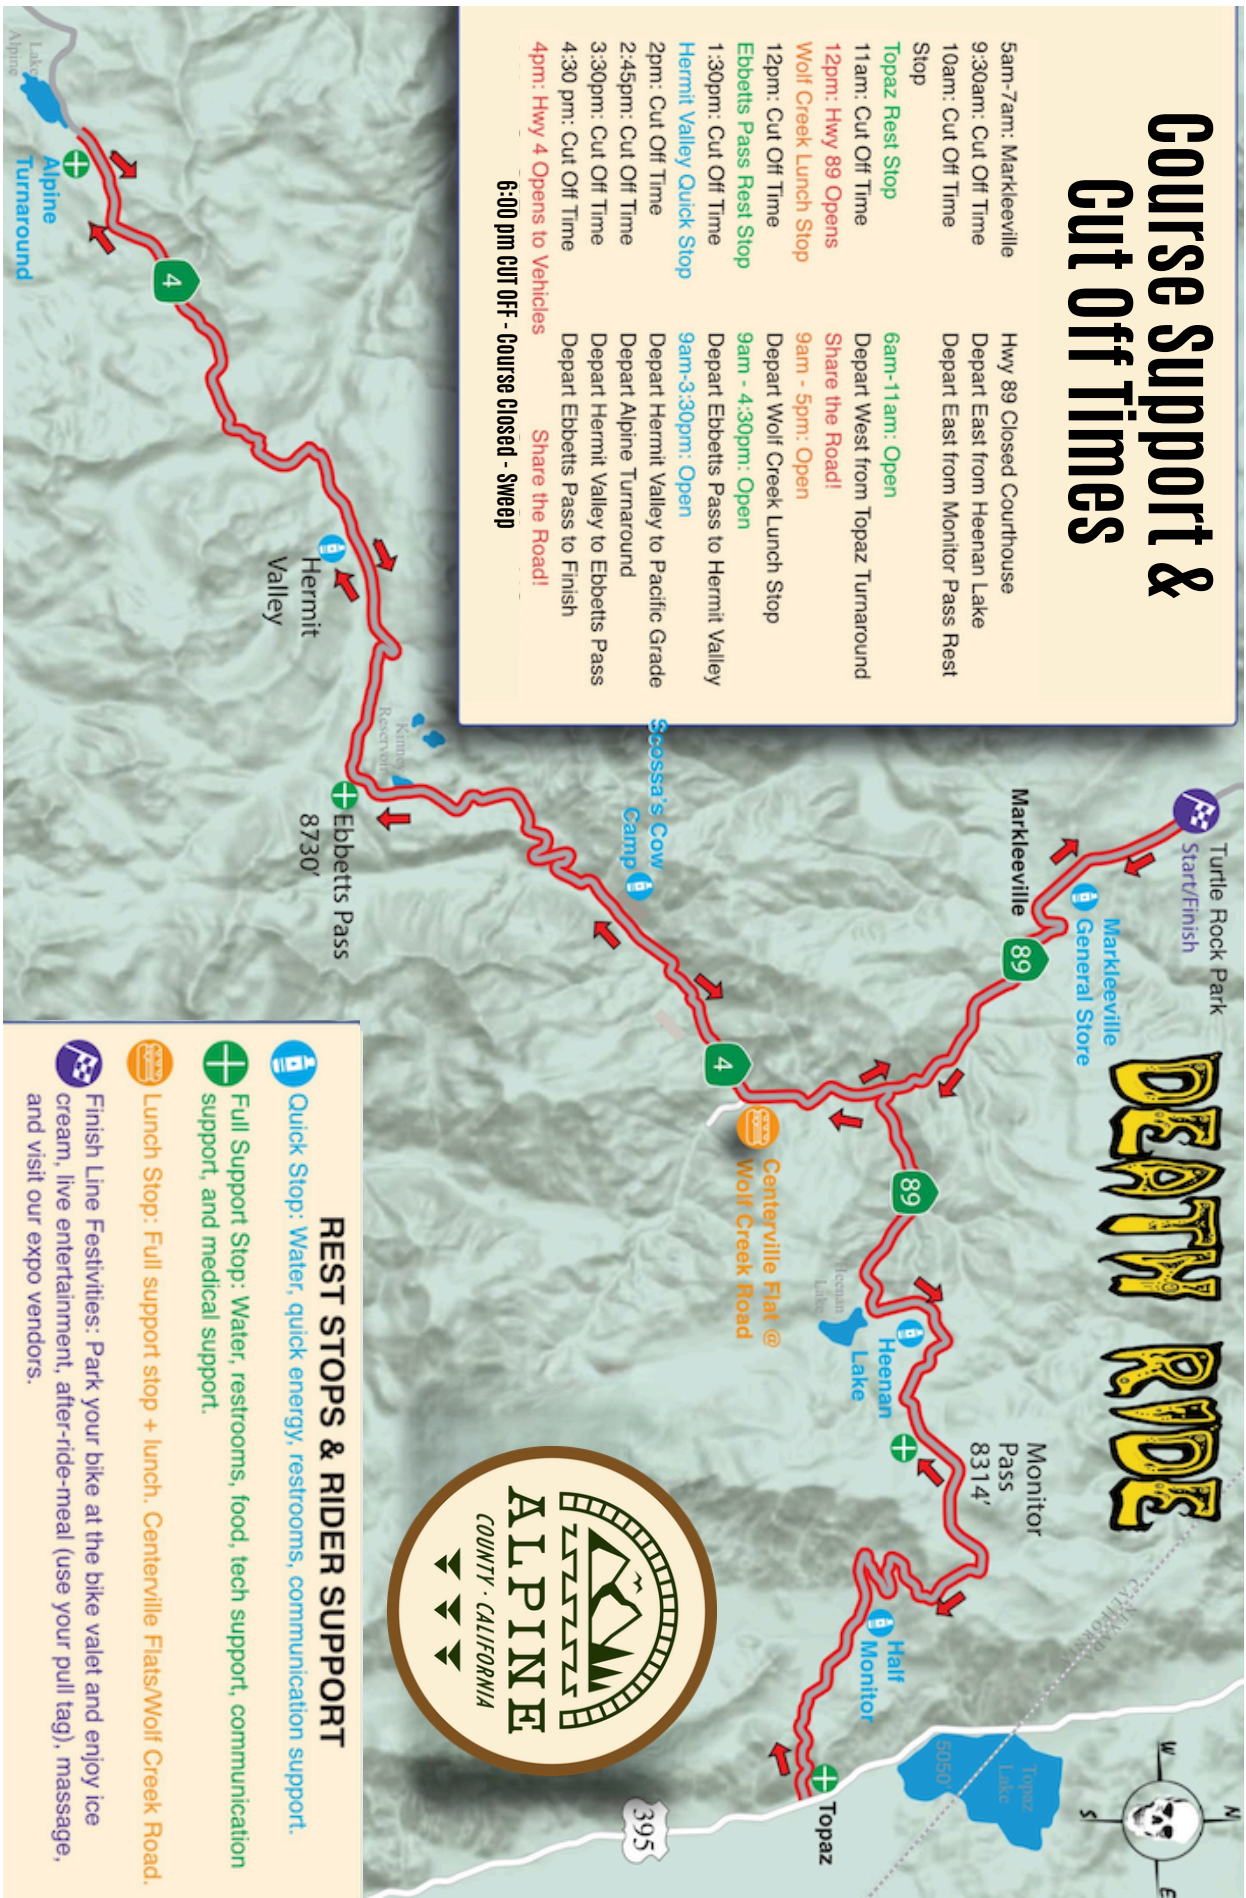 Course Support &
Cut Off Times
5am-7am: Markleeville Hwy 89 Closed Courthouse
9:30am: Cut Off Time Depart East from Heenan Lake
10am: Cut Off Time Depart East from Monitor Pass Rest
Stop
Topaz Rest Stop 6am-11am: Open
11am: Cut Off Time Depart West from Topaz Turnaround
12pm: Hwy 89 Opens Share the Road!
Wolf Creek Lunch Stop 9am - 5pm: Open
12pm: Cut Off Time Depart Wolf Creek Lunch Stop
Ebbetts Pass Rest Stop 9am - 4:30pm: Open
1:30pm: Cut Off Time Depart Ebbetts Pass to Hermit Valley
Hermit Valley Quick Stop 9am-3:30pm: Open
2pm: Cut Off Time Depart Hermit Valley to Pacific Grade
2:45pm: Cut Off Time Depart Alpine Turnaround
3:30pm: Cut Off Time Depart Hermit Valley to Ebbetts Pass
4:30 pm: Cut Off Time Depart Ebbetts Pass to Finish
4pm: Hwy 4 Opens to Vehicles Share the Road!
6:00 pm CUT OFF - Course Closed - Sweep
DEATH RIDE
Turtle Rock Park
Start/Finish
Markleeville
General Store
Markleeville
89
N
W
E
S
Topaz
Lake
5050'
Monitor
Pass
8314'
Heenan
Lake
Heenan
Lake
Half
Monitor
Topaz
395
89
Centerville Flat @
Wolf Creek Road
4
Scossa's Cow
Camp
Kinney
Reservoir
Ebbetts Pass
8730'
Hermit
Valley
4
Lake
Alpine
Alpine
Turnaround
ALPINE
COUNTY · CALIFORNIA
REST STOPS & RIDER SUPPORT
Quick Stop: Water, quick energy, restrooms, communication support.
Full Support Stop: Water, restrooms, food, tech support, communication
support, and medical support.
Lunch Stop: Full support stop + lunch. Centerville Flats/Wolf Creek Road.
Finish Line Festivities: Park your bike at the bike valet and enjoy ice
cream, live entertainment, after-ride-meal (use your pull tag), massage,
and visit our expo vendors.